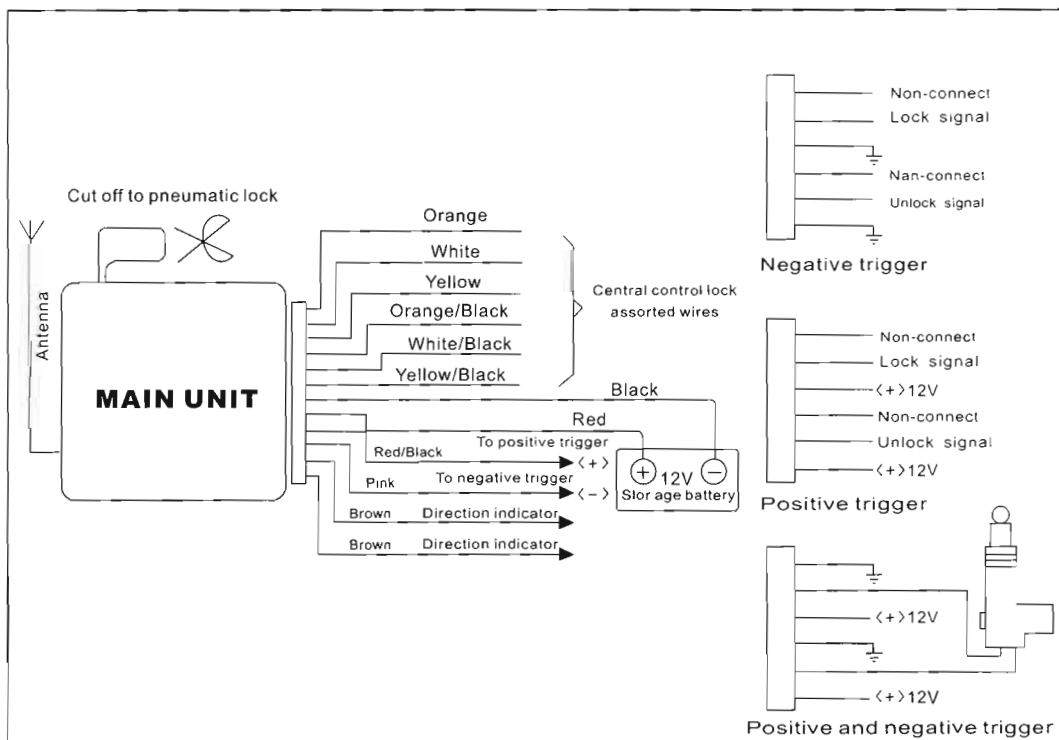 Cut off to pneumatic lock
Antenna
MAIN UNIT
Orange
White
Yellow
Orange/Black
White/Black
Yellow/Black
Central control lock
assorted wires
Black
Red
Red/Black
To positive trigger
<+>
Pink
To negative trigger
<->
Brown
Direction indicator
Brown
Direction indicator
+
−
12V
Slor age battery
Non-connect
Lock signal
Nan-connect
Unlock signal
Negative trigger
Non-connect
Lock signal
<+>12V
Non-connect
Unlock signal
<+>12V
Positive trigger
<+>12V
<+>12V
Positive and negative trigger